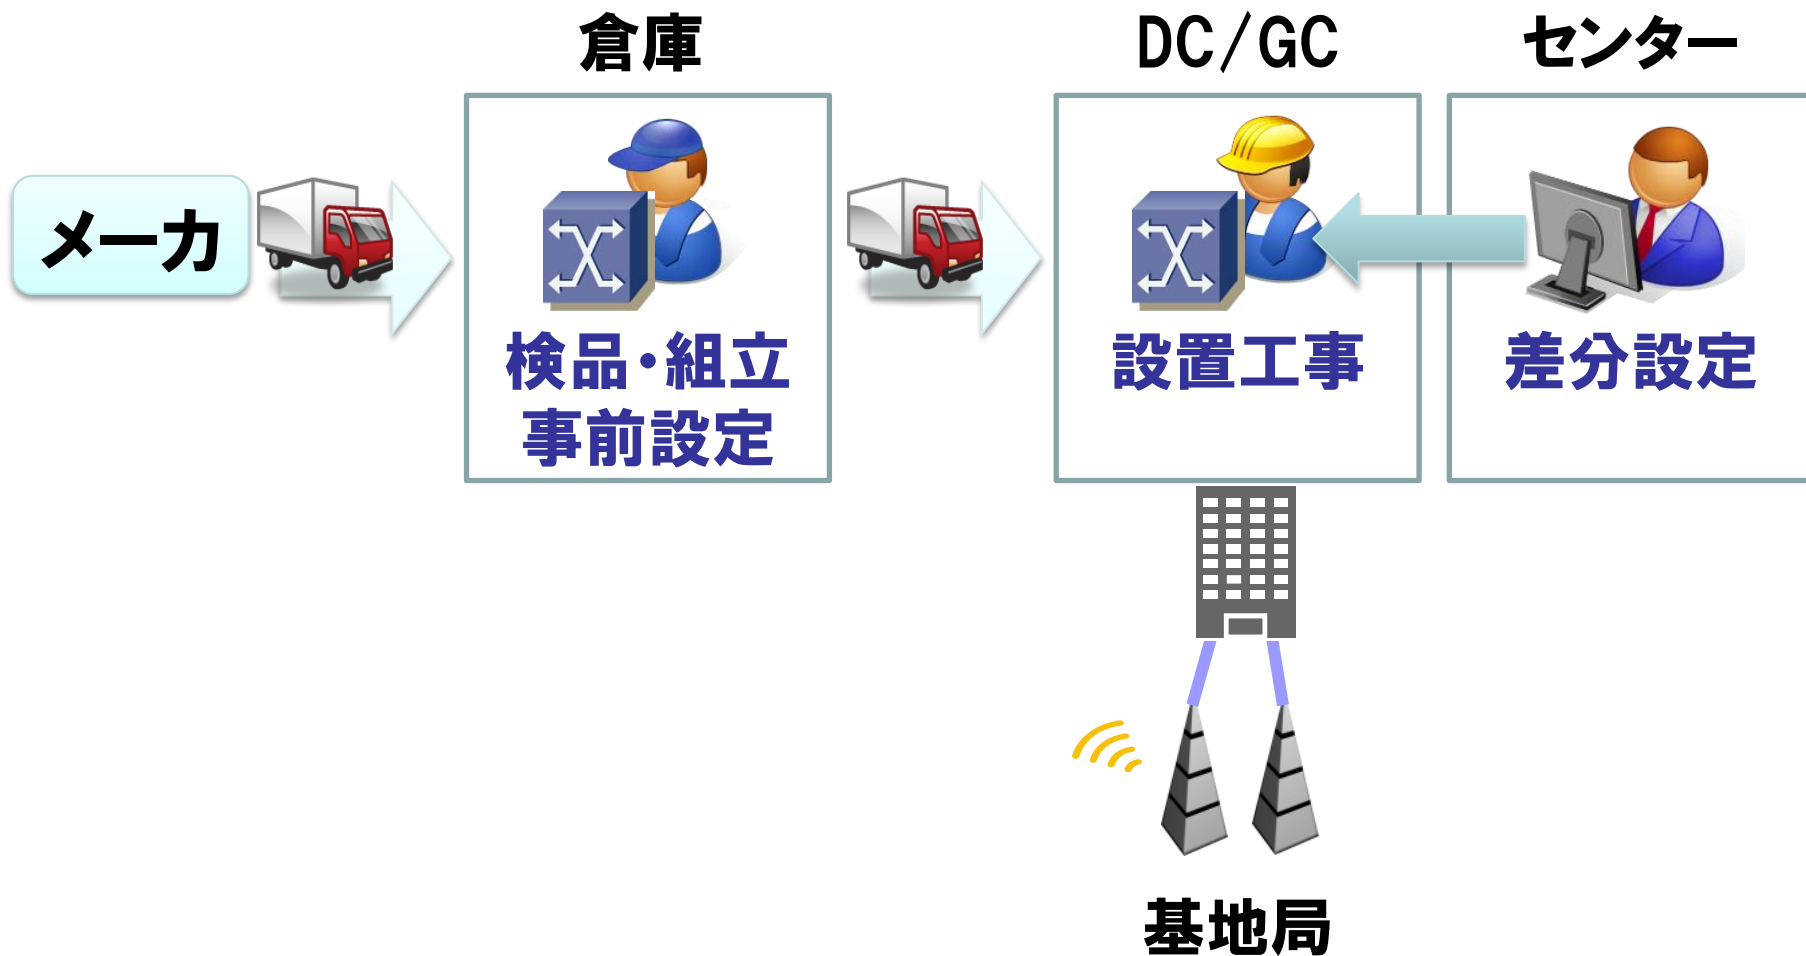 倉庫
DC/GC
センター
メーカ
検品・組立
事前設定
設置工事
差分設定
基地局